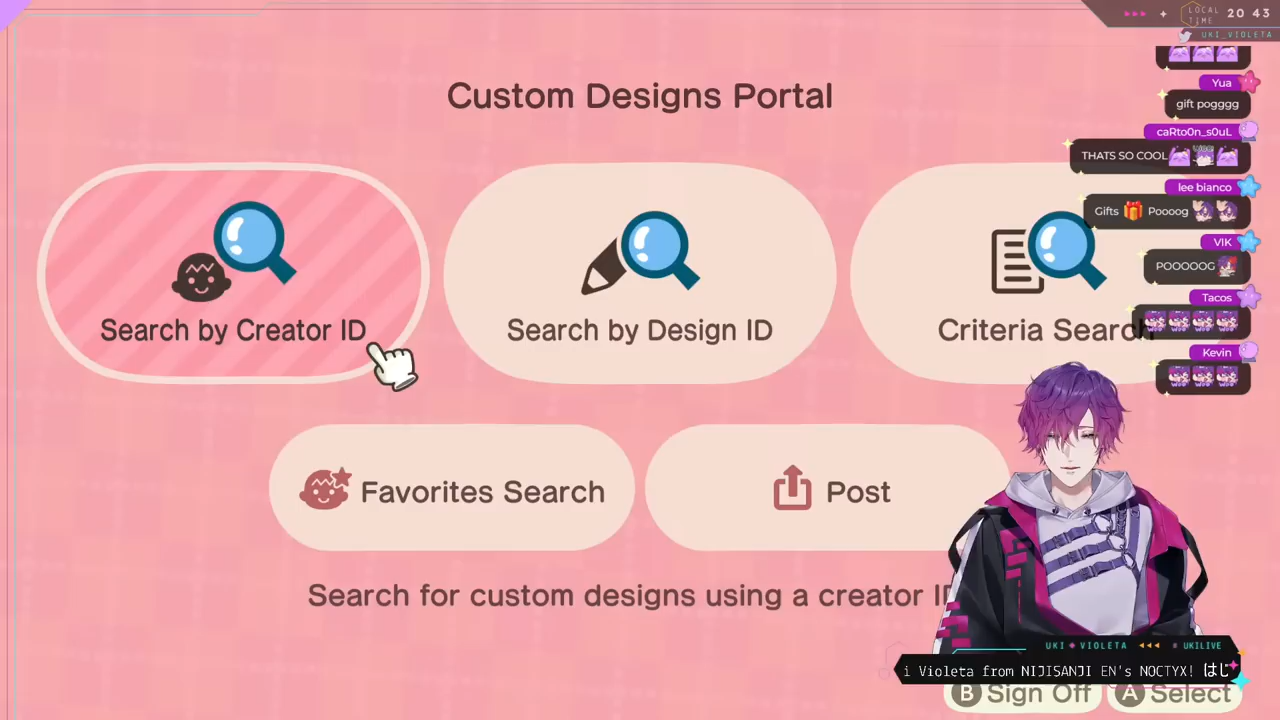 LOCAL TIME 20 43
UKI_VIOLETA
Custom Designs Portal
Yua
gift pogggg
caRto0n_s0uL
THATS SO COOL
lee bianco
Gifts Poooog
VIK
POOOOOG
Tacos
Kevin
Search by Creator ID
Search by Design ID
Criteria Search
Favorites Search
Post
Search for custom designs using a creator ID
UKI VIOLETA
UKILIVE
i Violeta from NIJISANJI EN's NOCTYX! はじ
B Sign Off
A Select